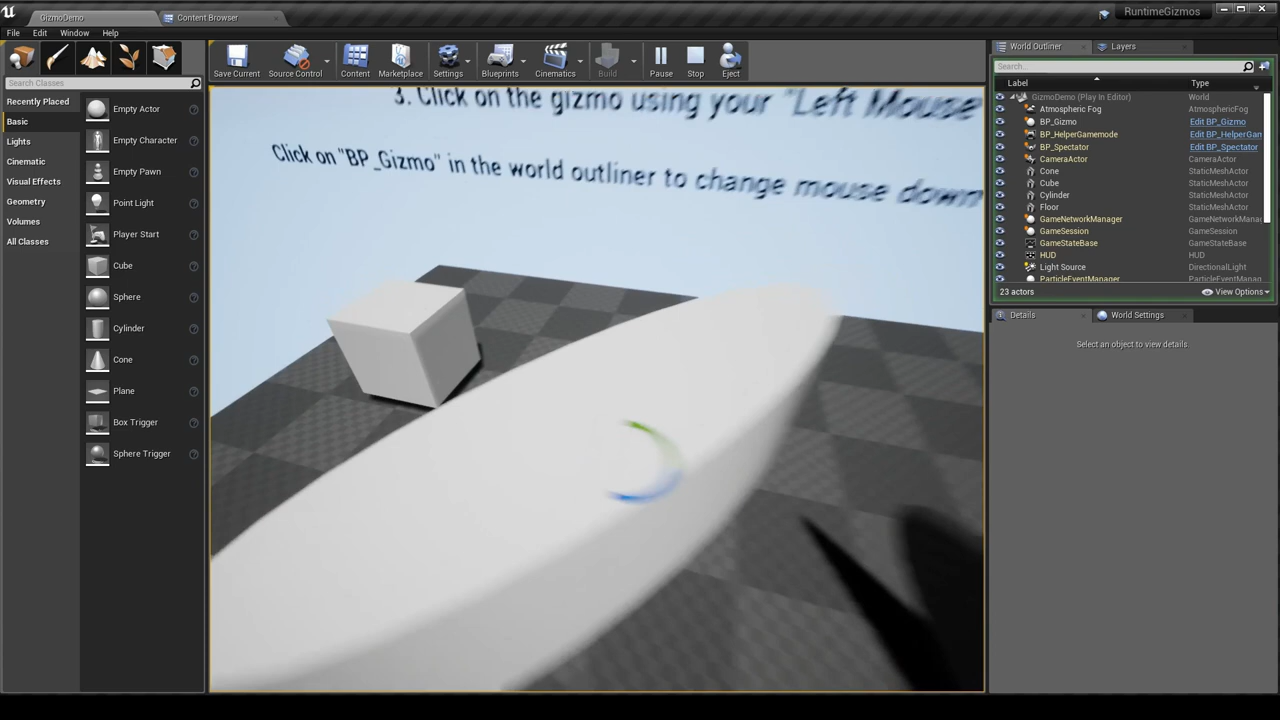 GizmoDemo
Content Browser
RuntimeGizmos
File Edit Window Help
Search Classes
Recently Placed
Basic
Lights
Cinematic
Visual Effects
Geometry
Volumes
All Classes
Empty Actor
Empty Character
Empty Pawn
Point Light
Player Start
Cube
Sphere
Cylinder
Cone
Plane
Box Trigger
Sphere Trigger
Save Current
Source Control
Content
Marketplace
Settings
Blueprints
Cinematics
Build
Pause
Stop
Eject
3. Click on the gizmo using your "Left Mouse
Click on "BP_Gizmo" in the world outliner to change mouse down
World Outliner
Layers
Search...
Label Type
GizmoDemo (Play In Editor) World
Atmospheric Fog AtmosphericFog
BP_Gizmo Edit BP_Gizmo
BP_HelperGamemode Edit BP_HelperGan
BP_Spectator Edit BP_Spectator
CameraActor CameraActor
Cone StaticMeshActor
Cube StaticMeshActor
Cylinder StaticMeshActor
Floor StaticMeshActor
GameNetworkManager GameNetworkManag
GameSession GameSession
GameStateBase GameStateBase
HUD HUD
Light Source DirectionalLight
ParticleEventManager ParticleEventManag
23 actors View Options
Details
World Settings
Select an object to view details.